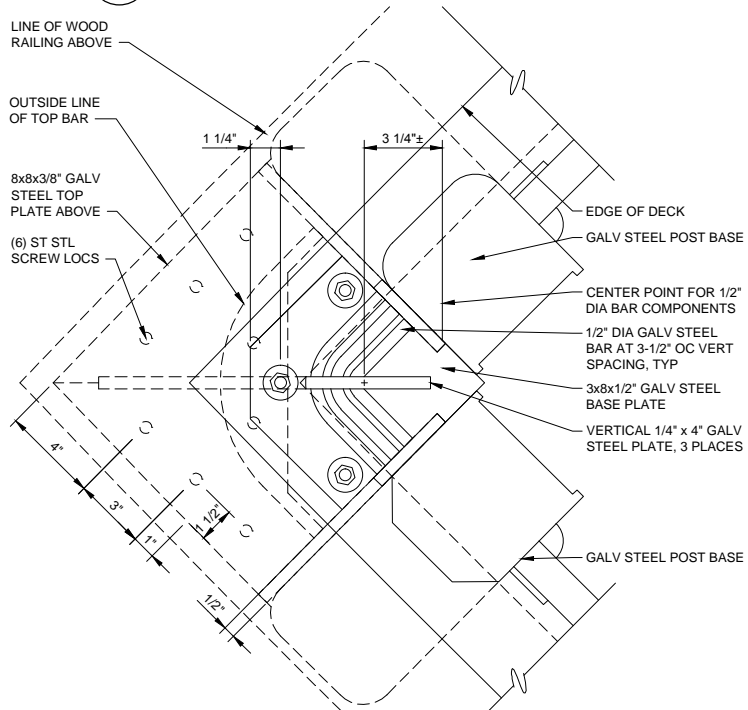 LINE OF WOOD
RAILING ABOVE
OUTSIDE LINE
OF TOP BAR
8x8x3/8" GALV
STEEL TOP
PLATE ABOVE
(6) ST STL
SCREW LOCS
1 1/4"
3 1/4"±
EDGE OF DECK
GALV STEEL POST BASE
CENTER POINT FOR 1/2"
DIA BAR COMPONENTS
1/2" DIA GALV STEEL
BAR AT 3-1/2" OC VERT
SPACING, TYP
3x8x1/2" GALV STEEL
BASE PLATE
VERTICAL 1/4" x 4" GALV
STEEL PLATE, 3 PLACES
GALV STEEL POST BASE
4"
3"
1"
1 1/2"
1/2"